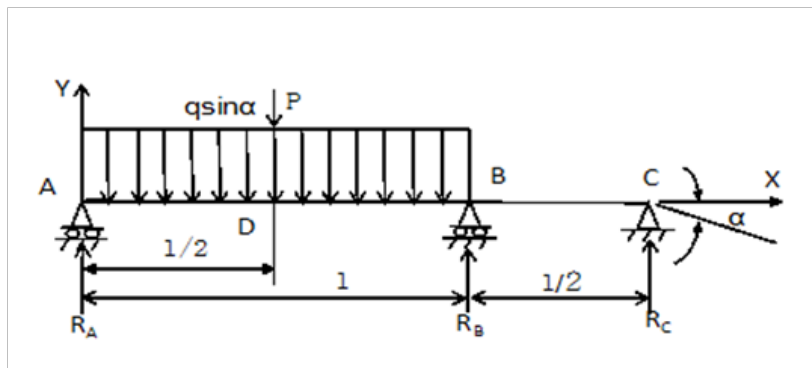 Y
qsinα P
A B C X
D α
1/2
1 1/2
R_A R_B R_C